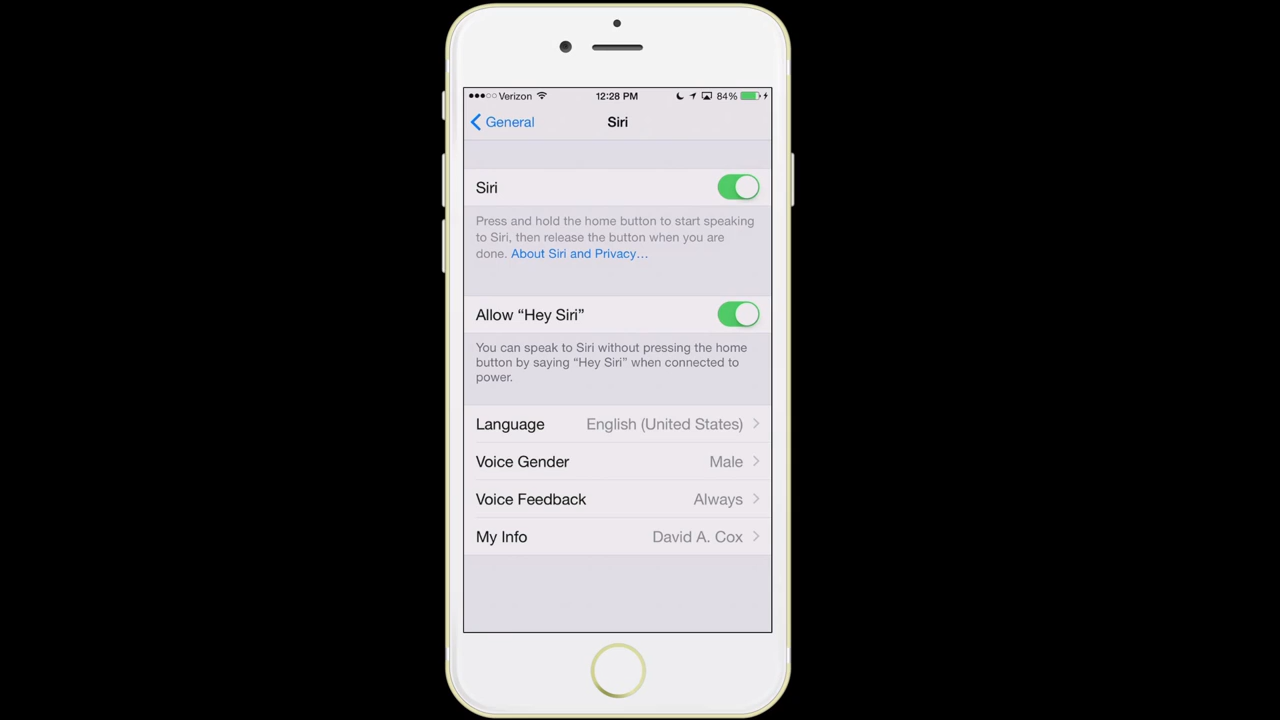 Verizon 12:28 PM 84%
General Siri
Siri
Press and hold the home button to start speaking
to Siri, then release the button when you are
done. About Siri and Privacy…
Allow “Hey Siri”
You can speak to Siri without pressing the home
button by saying “Hey Siri” when connected to
power.
Language English (United States)
Voice Gender Male
Voice Feedback Always
My Info David A. Cox